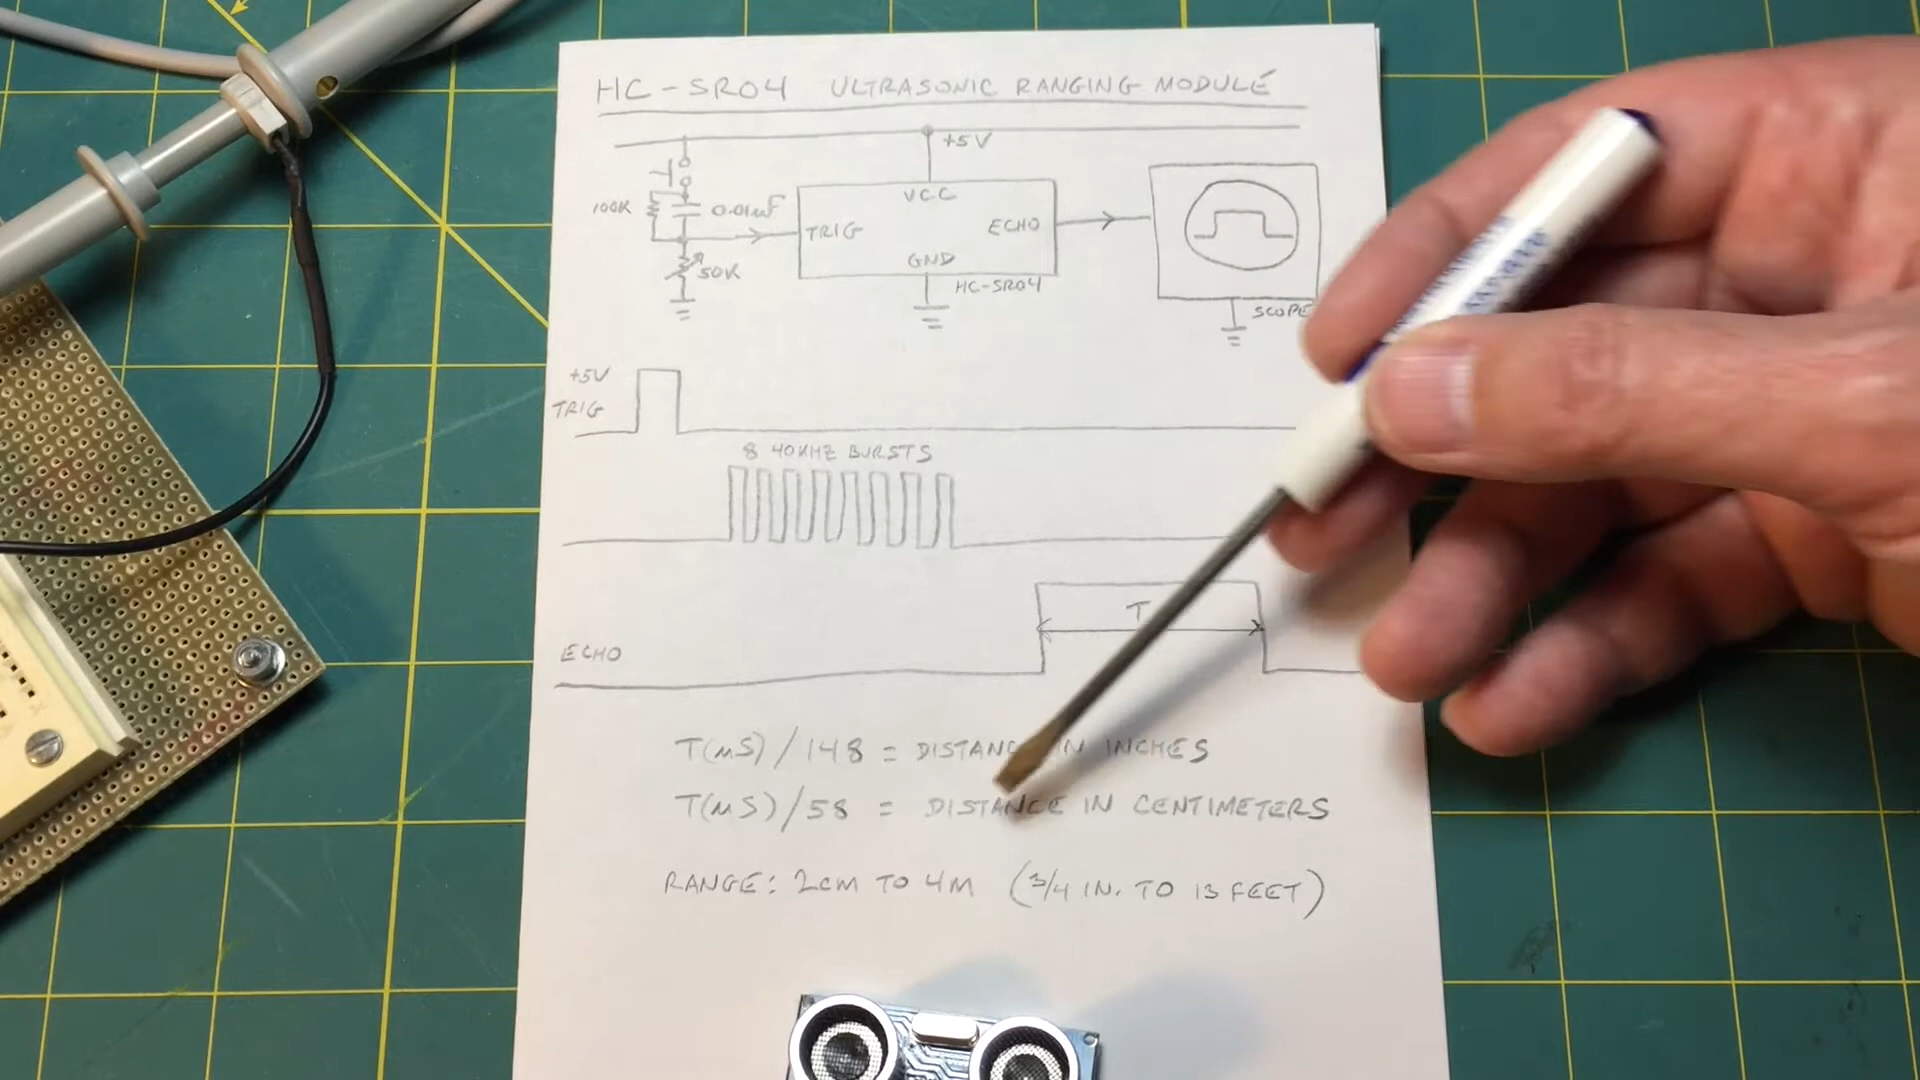 HC-SR04 ULTRASONIC RANGING MODULE
+5V
100K
0.01uF
50K
VCC
TRIG
ECHO
GND
HC-SR04
SCOPE
+5V
TRIG
8 40KHZ BURSTS
T
ECHO
T(μS)/148 = DISTANCE IN INCHES
T(μS)/58 = DISTANCE IN CENTIMETERS
RANGE: 2CM TO 4M (3/4 IN. TO 13 FEET)